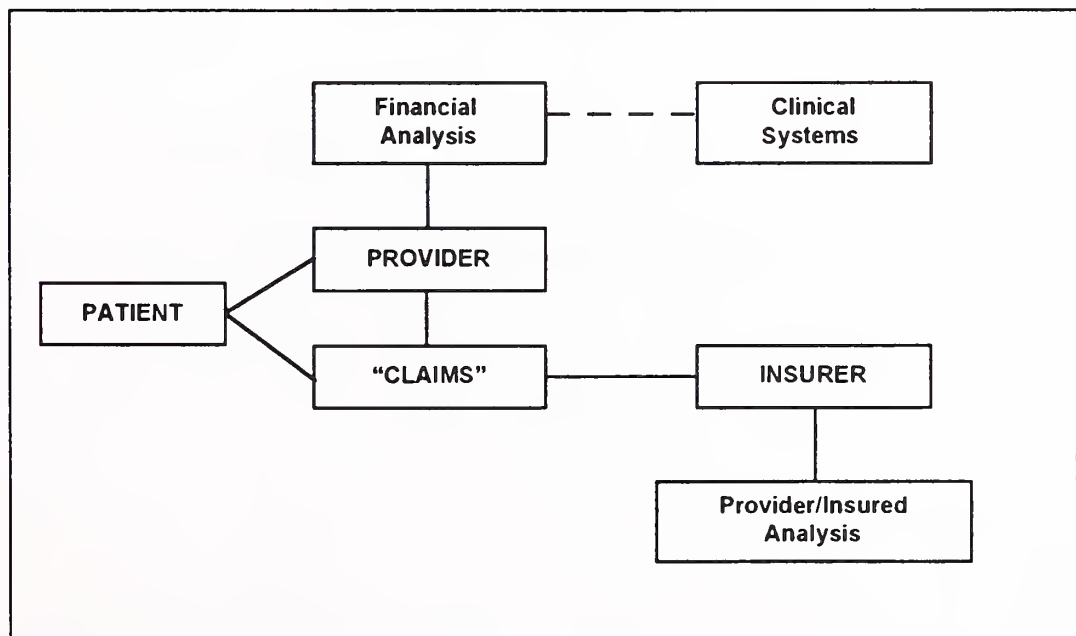 Financial
Analysis
Clinical
Systems
PROVIDER
PATIENT
“CLAIMS”
INSURER
Provider/Insured
Analysis